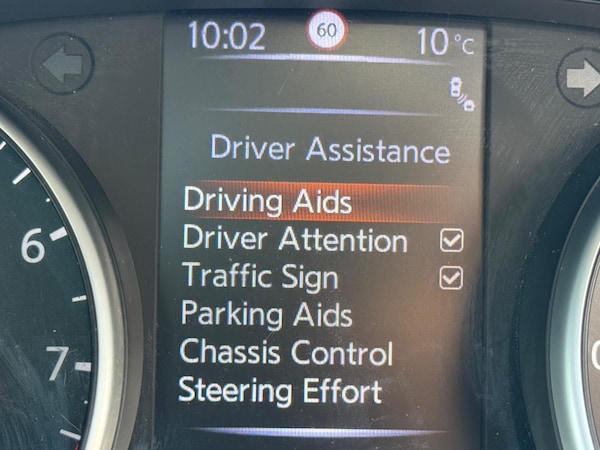 10:02 60 10°C
Driver Assistance
Driving Aids
Driver Attention
Traffic Sign
Parking Aids
Chassis Control
Steering Effort
6
7